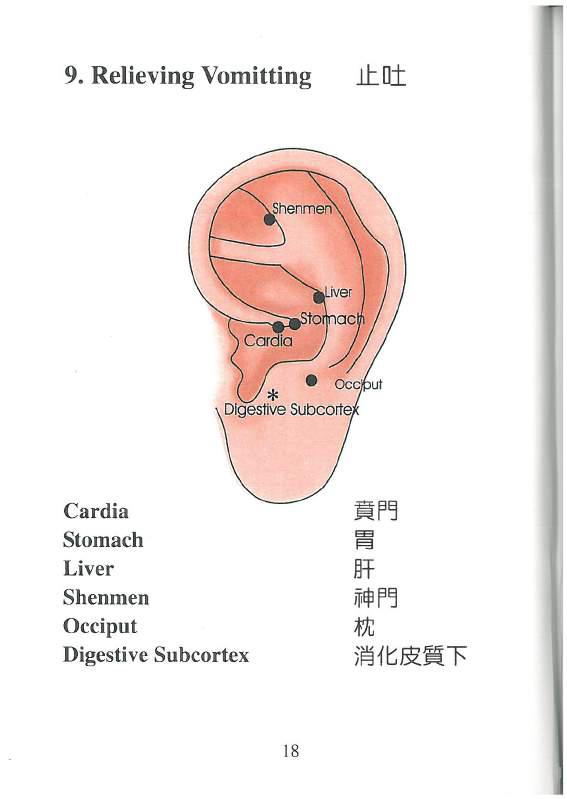 9. Relieving Vomitting 止吐
Shenmen
Liver
Stomach
Cardia
Occiput
*
Digestive Subcortex
Cardia 賁門
Stomach 胃
Liver 肝
Shenmen 神門
Occiput 枕
Digestive Subcortex 消化皮質下
18